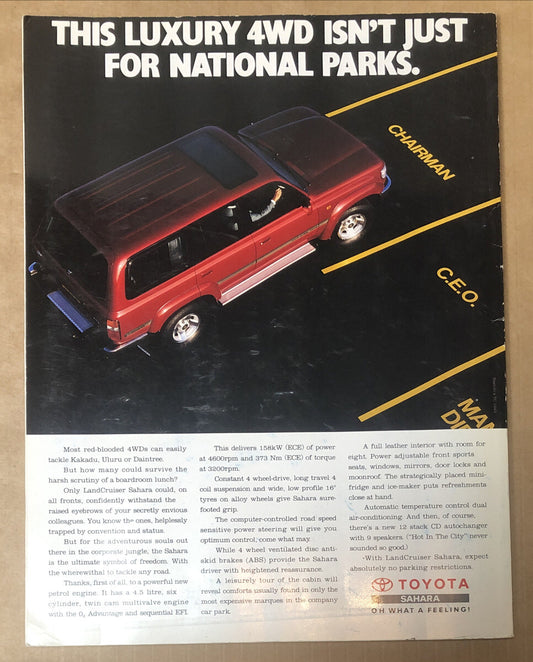 THIS LUXURY 4WD ISN'T JUST
FOR NATIONAL PARKS.
CHAIRMAN
C.E.O.
MAN
DI
Most red-blooded 4WDs can easily
tackle Kakadu, Uluru or Daintree.
But how many could survive the
harsh scrutiny of a boardroom lunch?
Only LandCruiser Sahara could, on
all fronts, confidently withstand the
raised eyebrows of your secretly envious
colleagues. You know the ones, helplessly
trapped by convention and status.
But for the adventurous souls out
there in the corporate jungle, the Sahara
is the ultimate symbol of freedom. With
the wherewithal to tackle any road.
Thanks, first of all, to a powerful new
petrol engine. It has a 4.5 litre, six
cylinder, twin cam multivalve engine
with the O₂ Advantage and sequential EFI.
This delivers 158kW (ECE) of power
at 4600rpm and 373 Nm (ECE) of torque
at 3200rpm.
Constant 4 wheel-drive, long travel 4
coil suspension and wide, low profile 16"
tyres on alloy wheels give Sahara sure-
footed grip.
The computer-controlled road speed
sensitive power steering will give you
optimum control, come what may.
While 4 wheel ventilated disc anti-
skid brakes (ABS) provide the Sahara
driver with heightened reassurance.
A leisurely tour of the cabin will
reveal comforts usually found in only the
most expensive marques in the company
car park.
A full leather interior with room for
eight. Power adjustable front sports
seats, windows, mirrors, door locks and
moonroof. The strategically placed mini-
fridge and ice-maker puts refreshments
close at hand.
Automatic temperature control dual
air-conditioning. And then, of course,
there's a new 12 stack CD autochanger
with 9 speakers. ("Hot In The City" never
sounded so good.)
With LandCruiser Sahara, expect
absolutely no parking restrictions.
TOYOTA
SAHARA
OH WHAT A FEELING!